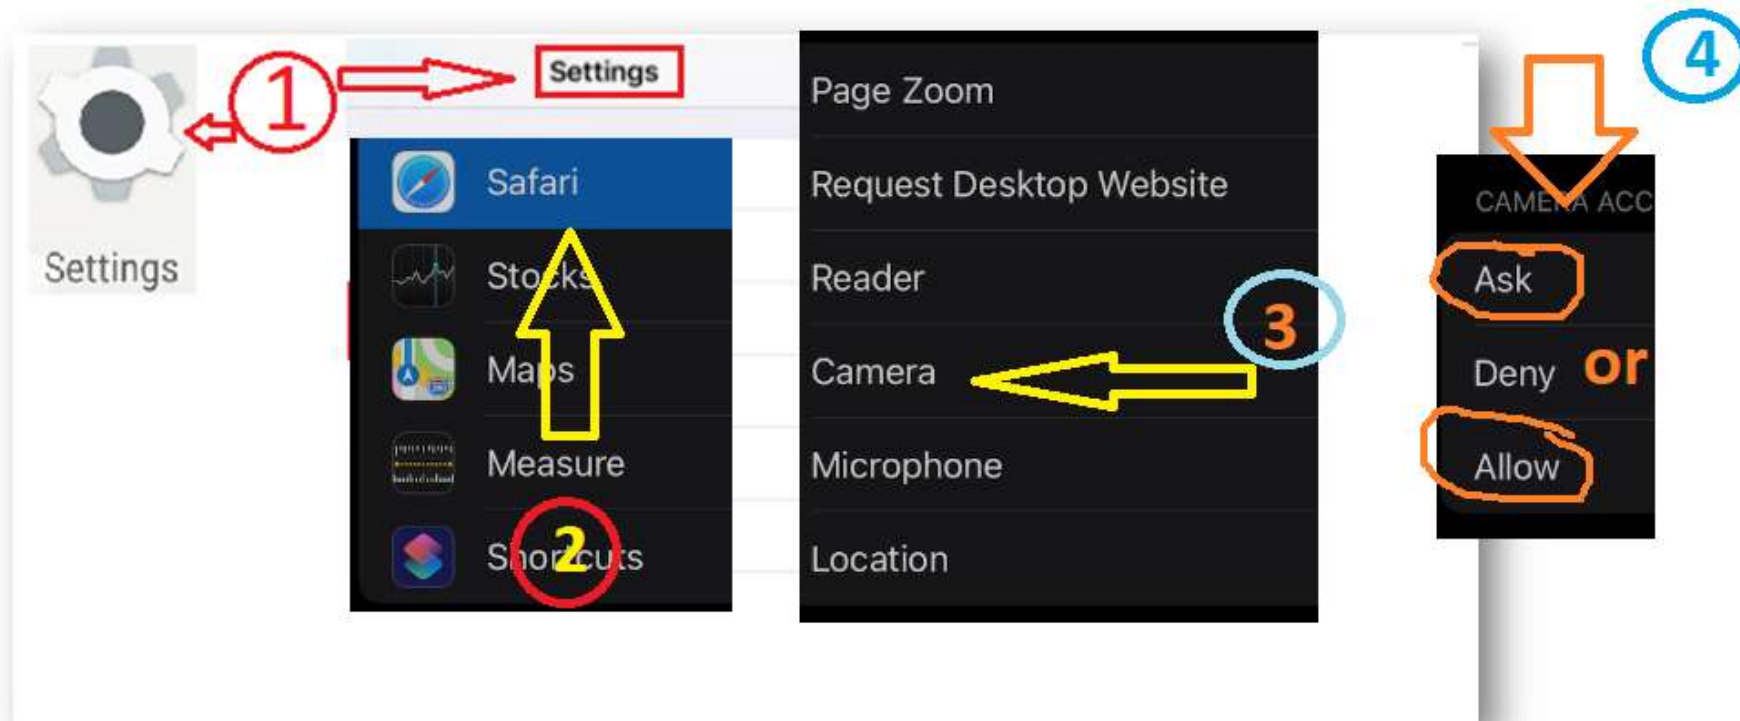 1
Settings
Settings
Safari
Stocks
Maps
Measure
Shortcuts
2
Page Zoom
Request Desktop Website
Reader
Camera
Microphone
Location
3
4
CAMERA ACC
Ask
Deny
or
Allow